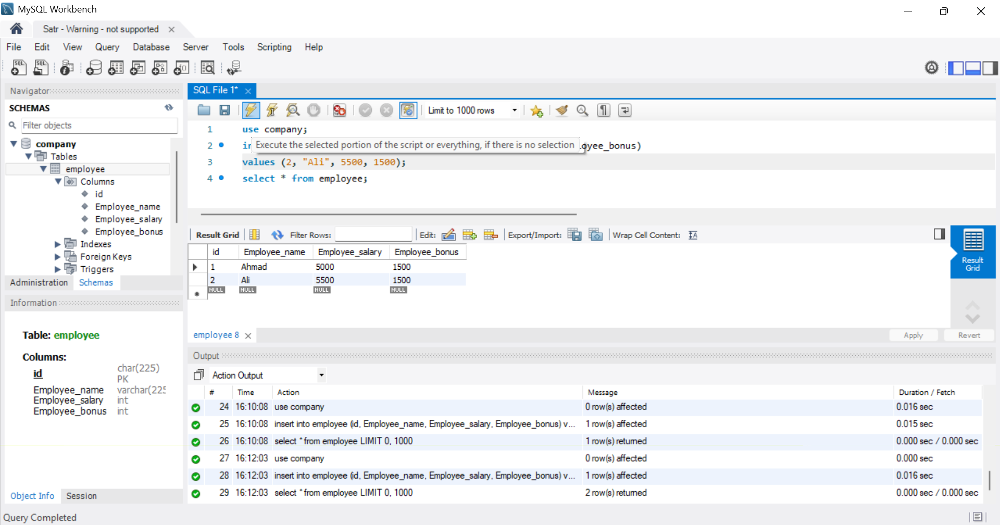 MySQL Workbench
Satr - Warning - not supported
File Edit View Query Database Server Tools Scripting Help
Navigator
SCHEMAS
Filter objects
company
Tables
employee
Columns
id
Employee_name
Employee_salary
Employee_bonus
Indexes
Foreign Keys
Triggers
Administration Schemas
Information
Table: employee
Columns:
id char(225) PK
Employee_name varchar(225
Employee_salary int
Employee_bonus int
Object Info Session
SQL File 1*
Limit to 1000 rows
1 use company;
2 in
Execute the selected portion of the script or everything, if there is no selection
loyee_bonus)
3 values (2, "Ali", 5500, 1500);
4 select * from employee;
Result Grid Filter Rows: Edit: Export/Import: Wrap Cell Content:
id Employee_name Employee_salary Employee_bonus
1 Ahmad 5000 1500
2 Ali 5500 1500
NULL NULL NULL NULL
Result Grid
employee 8
Apply Revert
Output
Action Output
# Time Action Message Duration / Fetch
24 16:10:08 use company 0 row(s) affected 0.016 sec
25 16:10:08 insert into employee (id, Employee_name, Employee_salary, Employee_bonus) v... 1 row(s) affected 0.015 sec
26 16:10:08 select * from employee LIMIT 0, 1000 1 row(s) returned 0.000 sec / 0.000 sec
27 16:12:03 use company 0 row(s) affected 0.000 sec
28 16:12:03 insert into employee (id, Employee_name, Employee_salary, Employee_bonus) v... 1 row(s) affected 0.016 sec
29 16:12:03 select * from employee LIMIT 0, 1000 2 row(s) returned 0.000 sec / 0.000 sec
Query Completed